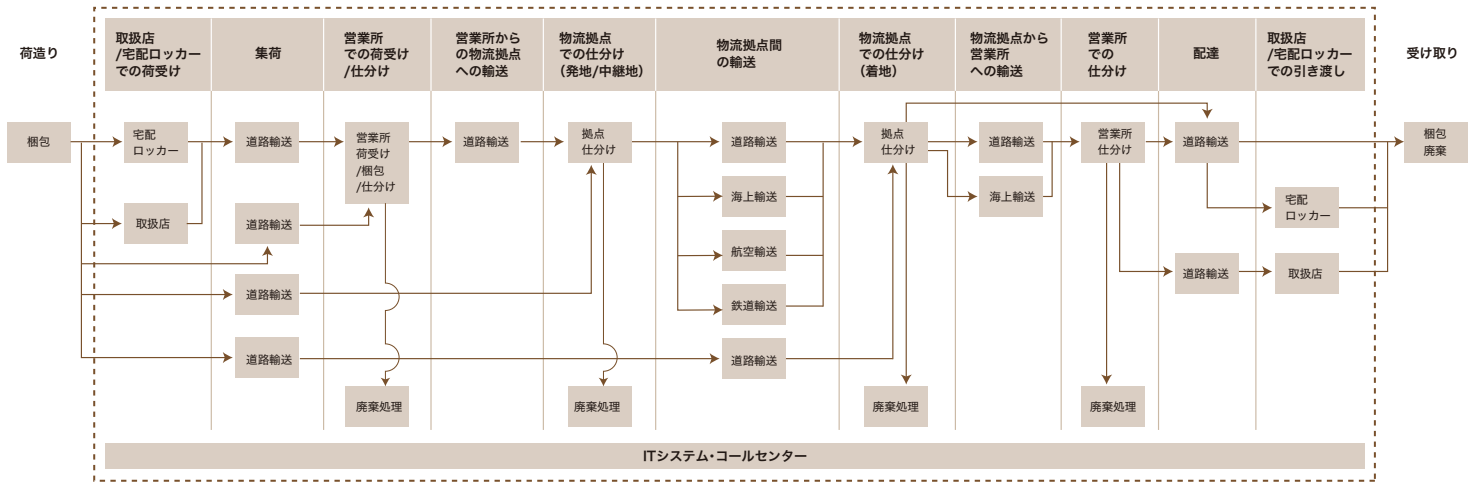 荷造り
取扱店
/宅配ロッカー
での荷受け
集荷
営業所
での荷受け
/仕分け
営業所から
の物流拠点
への輸送
物流拠点
での仕分け
（発地/中継地）
物流拠点間
の輸送
物流拠点
での仕分け
（着地）
物流拠点から
営業所
への輸送
営業所
での
仕分け
配達
取扱店
/宅配ロッカー
での引き渡し
受け取り
梱包
宅配
ロッカー
道路輸送
営業所
荷受け
/梱包
/仕分け
道路輸送
拠点
仕分け
道路輸送
拠点
仕分け
道路輸送
営業所
仕分け
道路輸送
梱包
廃棄
取扱店
道路輸送
海上輸送
海上輸送
宅配
ロッカー
航空輸送
道路輸送
取扱店
道路輸送
鉄道輸送
道路輸送
道路輸送
廃棄処理
廃棄処理
廃棄処理
廃棄処理
ITシステム・コールセンター